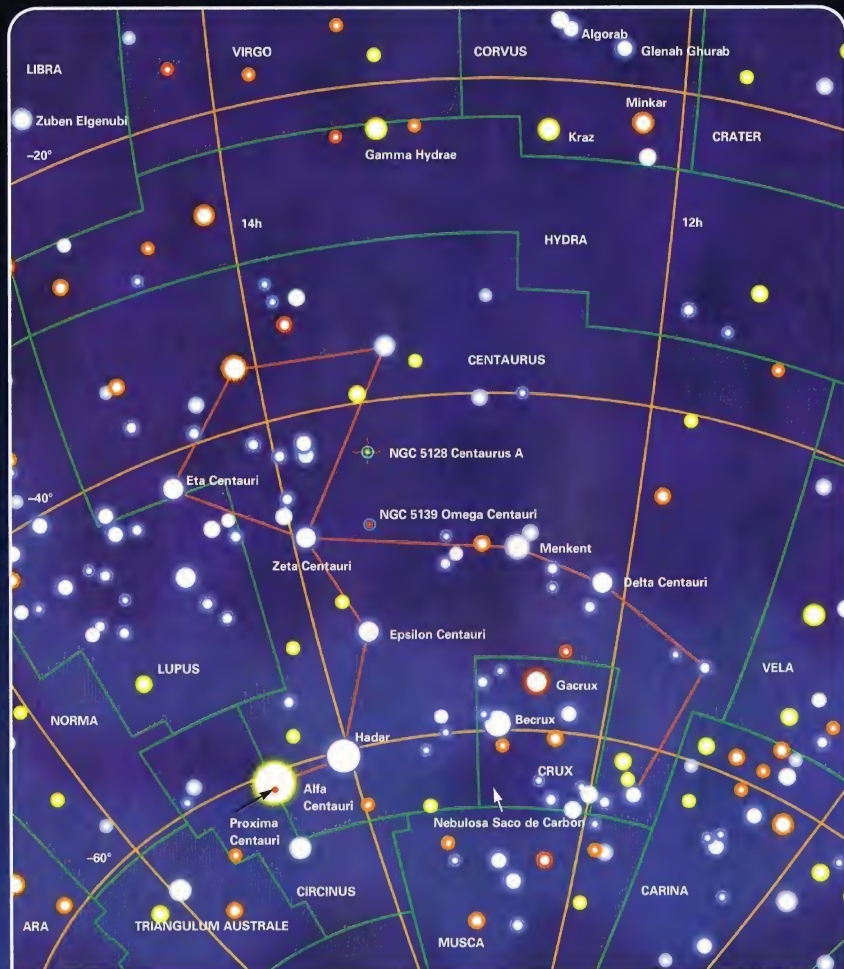 Algorab
LIBRA
VIRGO
CORVUS
Glenah Ghurab
Minkar
Zuben Elgenubi
Kraz
CRATER
–20°
Gamma Hydrae
14h
12h
HYDRA
CENTAURUS
NGC 5128 Centaurus A
Eta Centauri
–40°
NGC 5139 Omega Centauri
Menkent
Zeta Centauri
Delta Centauri
Epsilon Centauri
LUPUS
VELA
Gacrux
NORMA
Becrux
Hadar
CRUX
Alfa
Centauri
Proxima
Centauri
Nebulosa Saco de Carbón
–60°
CIRCINUS
CARINA
ARA
TRIANGULUM AUSTRALE
MUSCA